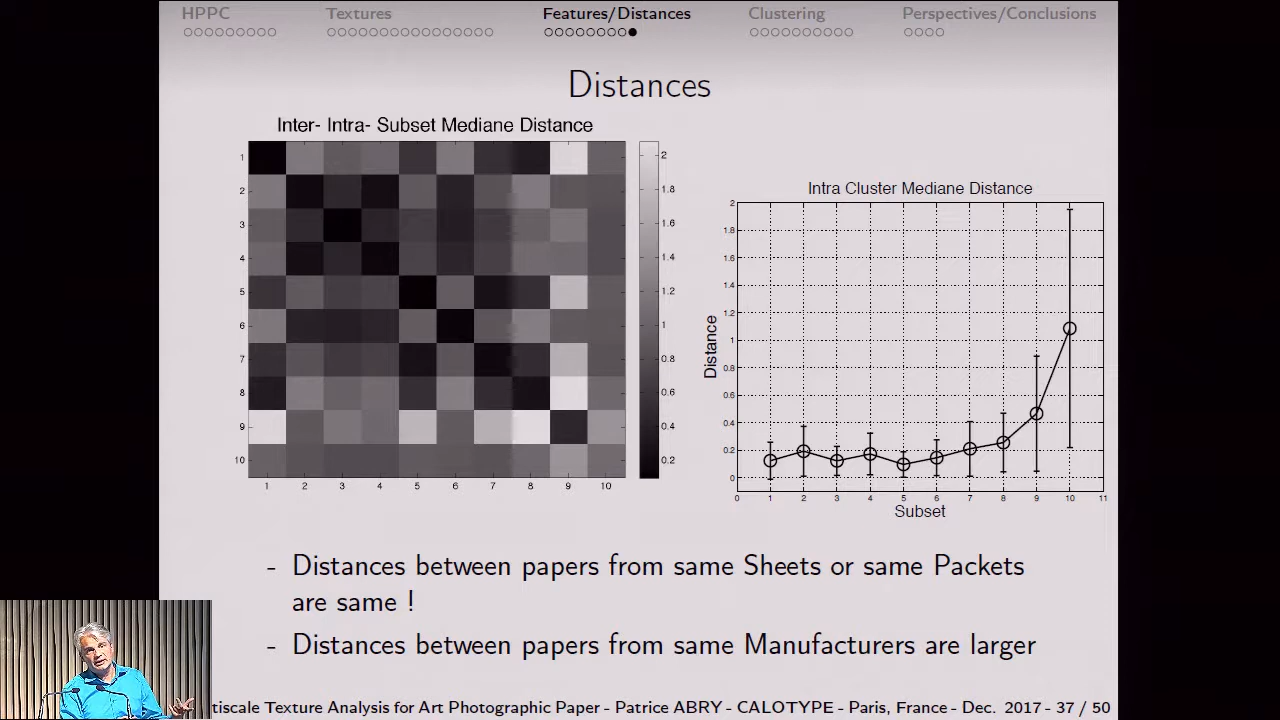 HPPC Textures Features/Distances Clustering Perspectives/Conclusions
Distances
Inter- Intra- Subset Mediane Distance
1
2
3
4
5
6
7
8
9
10
1 2 3 4 5 6 7 8 9 10
2
1.8
1.6
1.4
1.2
1
0.8
0.6
0.4
0.2
Intra Cluster Mediane Distance
Distance
2
1.8
1.6
1.4
1.2
1
0.8
0.6
0.4
0.2
0
0 1 2 3 4 5 6 7 8 9 10 11
Subset
- Distances between papers from same Sheets or same Packets
are same !
- Distances between papers from same Manufacturers are larger
tiscale Texture Analysis for Art Photographic Paper - Patrice ABRY - CALOTYPE - Paris, France - Dec. 2017 - 37 / 50